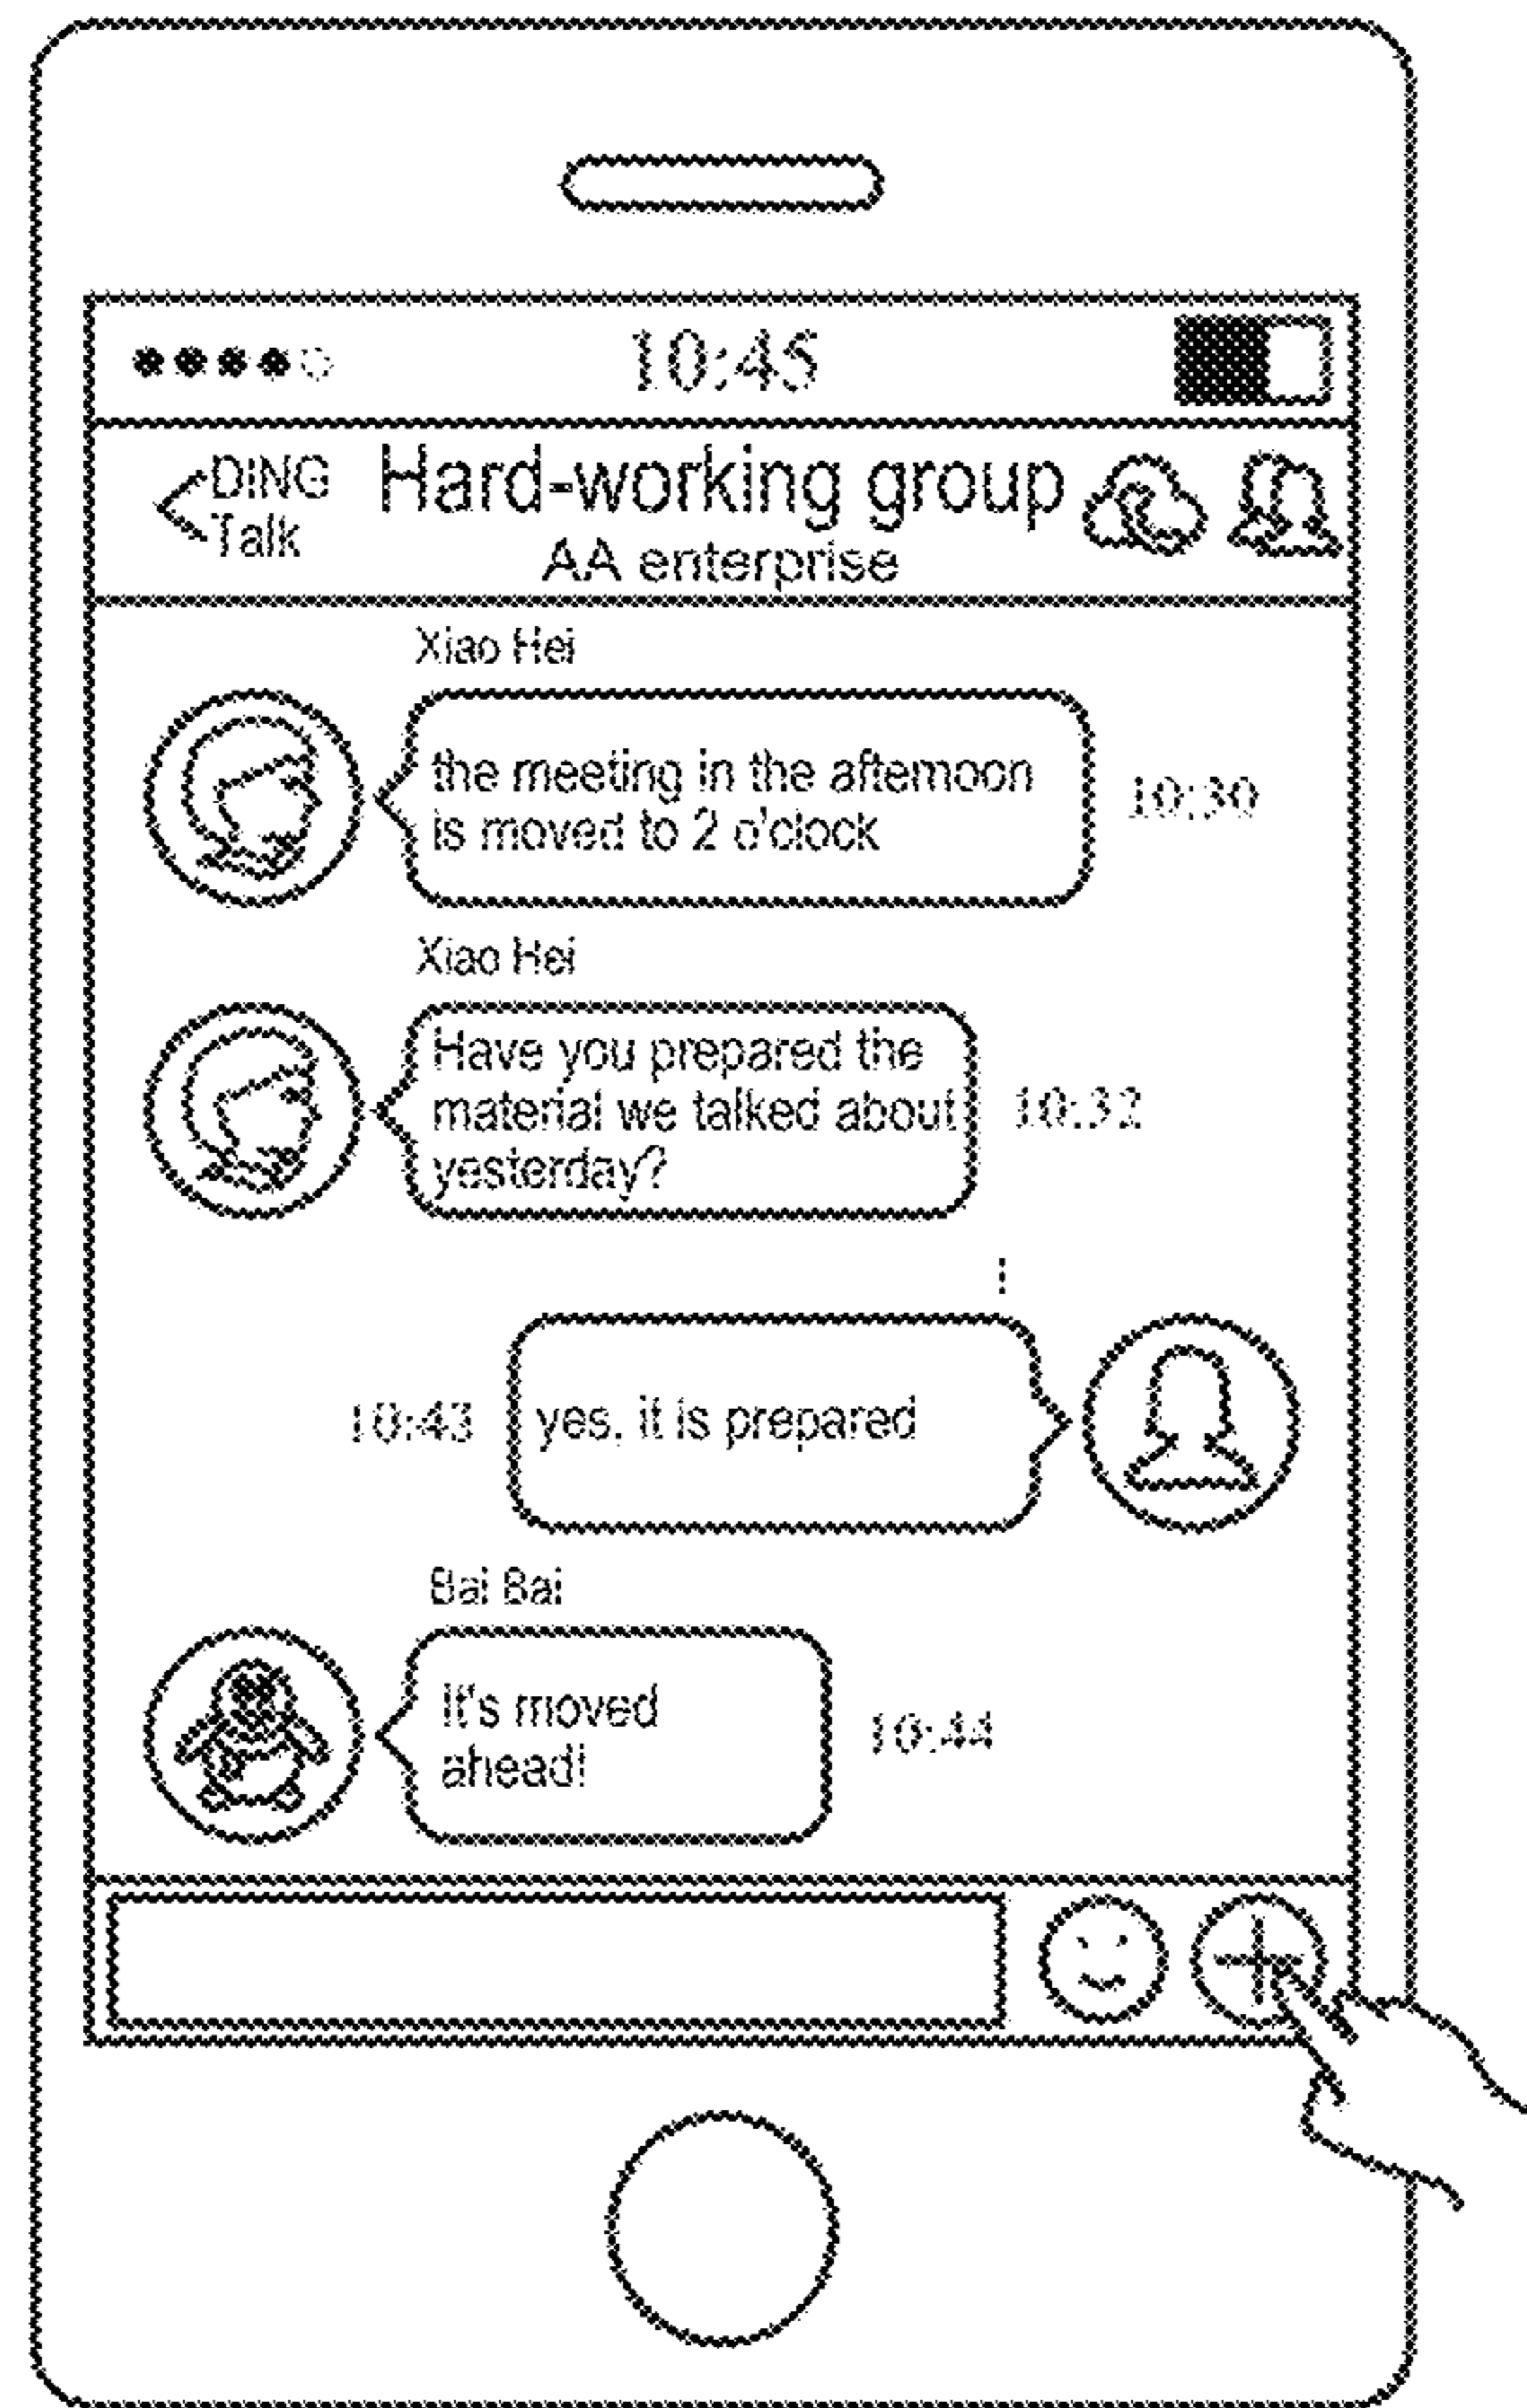 10:45
DING
Talk
Hard-working group
AA enterprise
Xiao Hei
the meeting in the afternoon
is moved to 2 o'clock
10:30
Xiao Hei
Have you prepared the
material we talked about
yesterday?
10:32
10:43
yes, it is prepared
Bai Bai
It's moved
ahead!
10:44